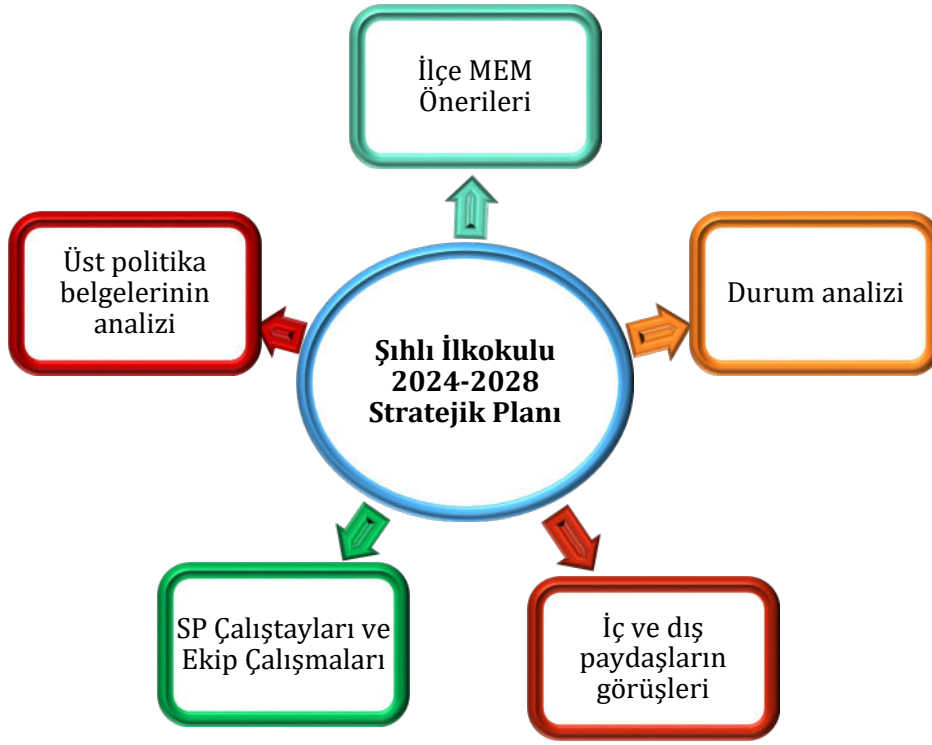 İlçe MEM
Önerileri
Üst politika
belgelerinin
analizi
Durum analizi
Şıhlı İlkokulu
2024-2028
Stratejik Planı
SP Çalıştayları ve
Ekip Çalışmaları
İç ve dış
paydaşların
görüşleri